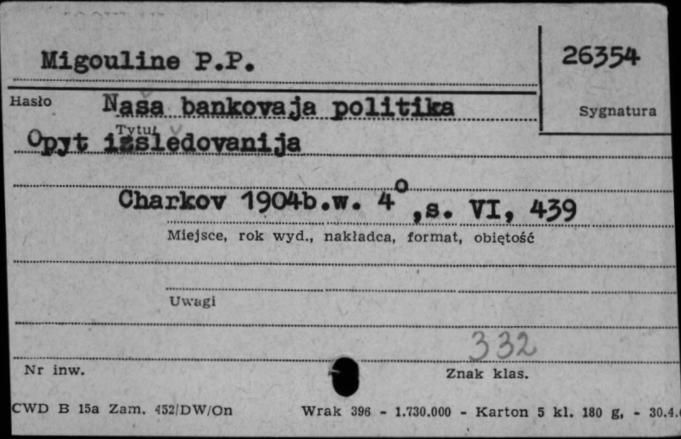 Migouline P.P.
26354
Hasło
Naša bankovaja politika
Sygnatura
Tytuł
Opyt izslědovanija
Charkov 1904b.w. 4° ,s. VI, 439
Miejsce, rok wyd., nakładca, format, objętość
Uwagi
332
Nr inw.
Znak klas.
CWD B 15a Zam. 452/DW/On Wrak 396 - 1.730.000 - Karton 5 kl. 180 g, - 30.4.